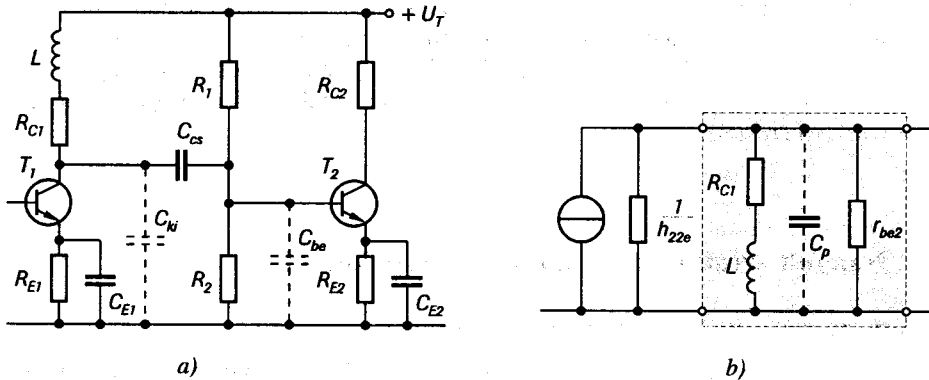 + U_T
L
R_C1
T_1
R_E1
C_E1
C_ki
C_cs
R_1
R_2
C_be
R_C2
T_2
R_E2
C_E2
a)
1
h_22e
R_C1
L
C_p
r_be2
b)